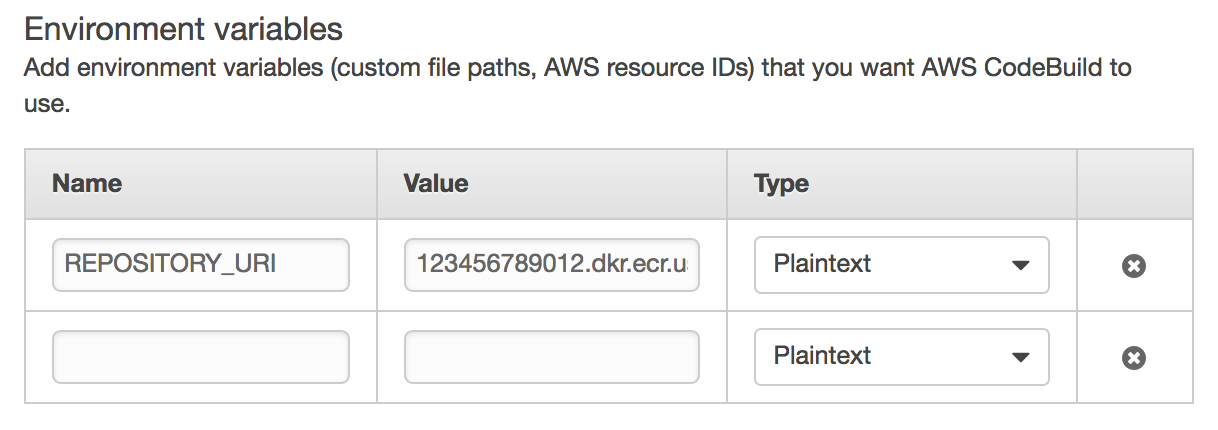 Environment variables
Add environment variables (custom file paths, AWS resource IDs) that you want AWS CodeBuild to
use.
Name Value Type
REPOSITORY_URI 123456789012.dkr.ecr.u Plaintext
Plaintext